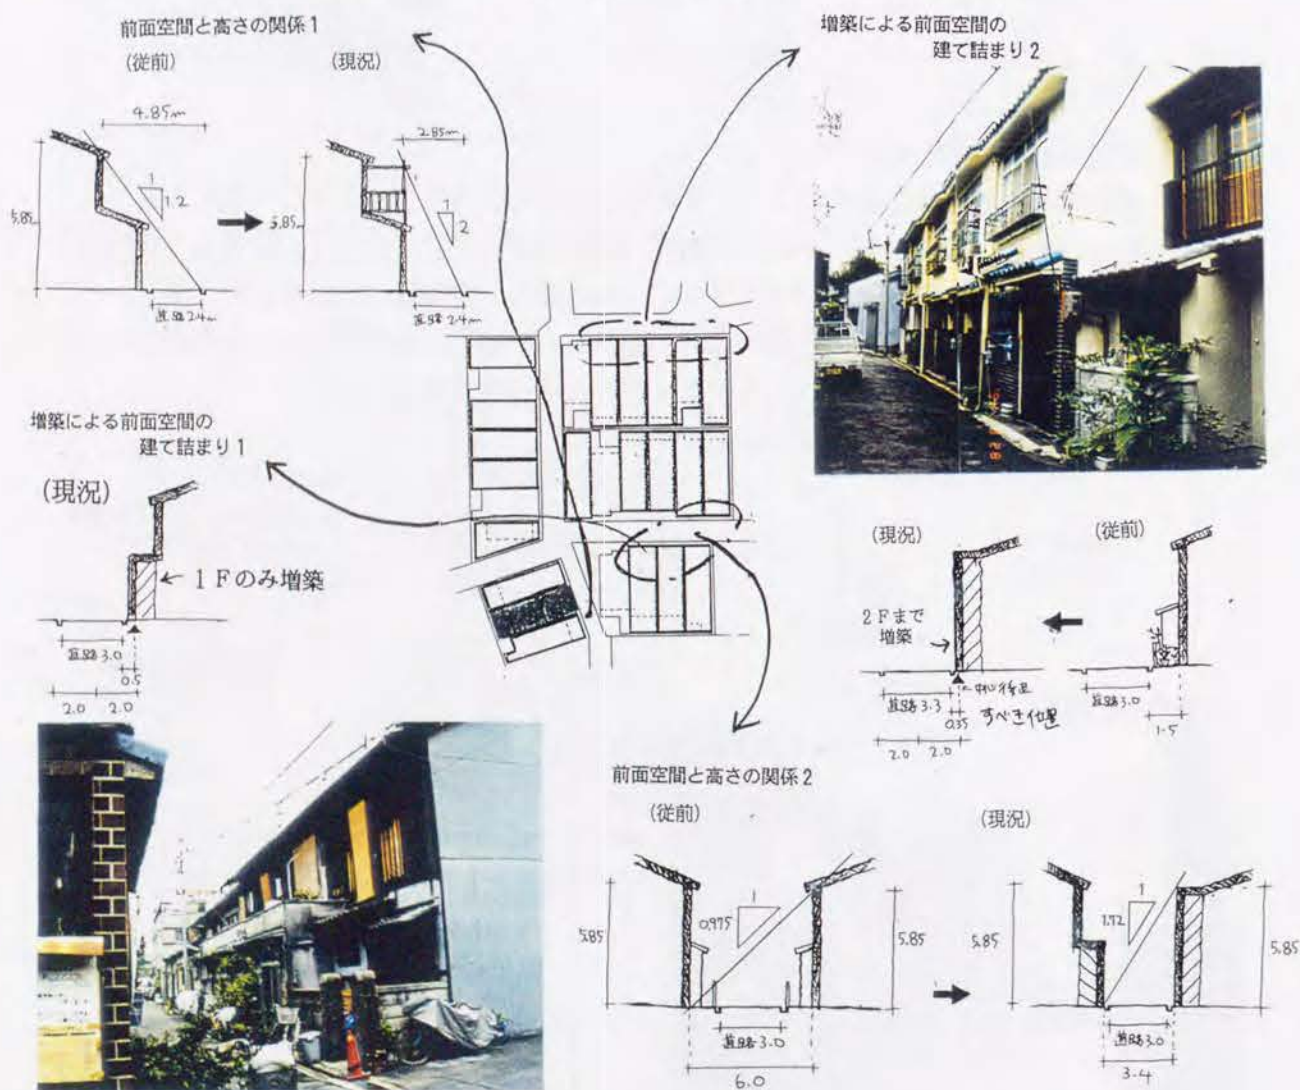 前面空間と高さの関係1
(従前)
(現況)
4.85m
1
1.2
5.85
道路2.4m
2.85m
1
2
5.85
道路2.4m
増築による前面空間の
建て詰まり2
増築による前面空間の
建て詰まり1
(現況)
1Fのみ増築
道路3.0
0.5
2.0
2.0
(現況)
(従前)
2Fまで
増築
道路3.3
0.35
2.0
2.0
中心後退
すべき位置
道路3.0
1.5
前面空間と高さの関係2
(従前)
(現況)
5.85
0.975
1
5.85
道路3.0
6.0
5.85
1.72
1
5.85
道路3.0
3.4